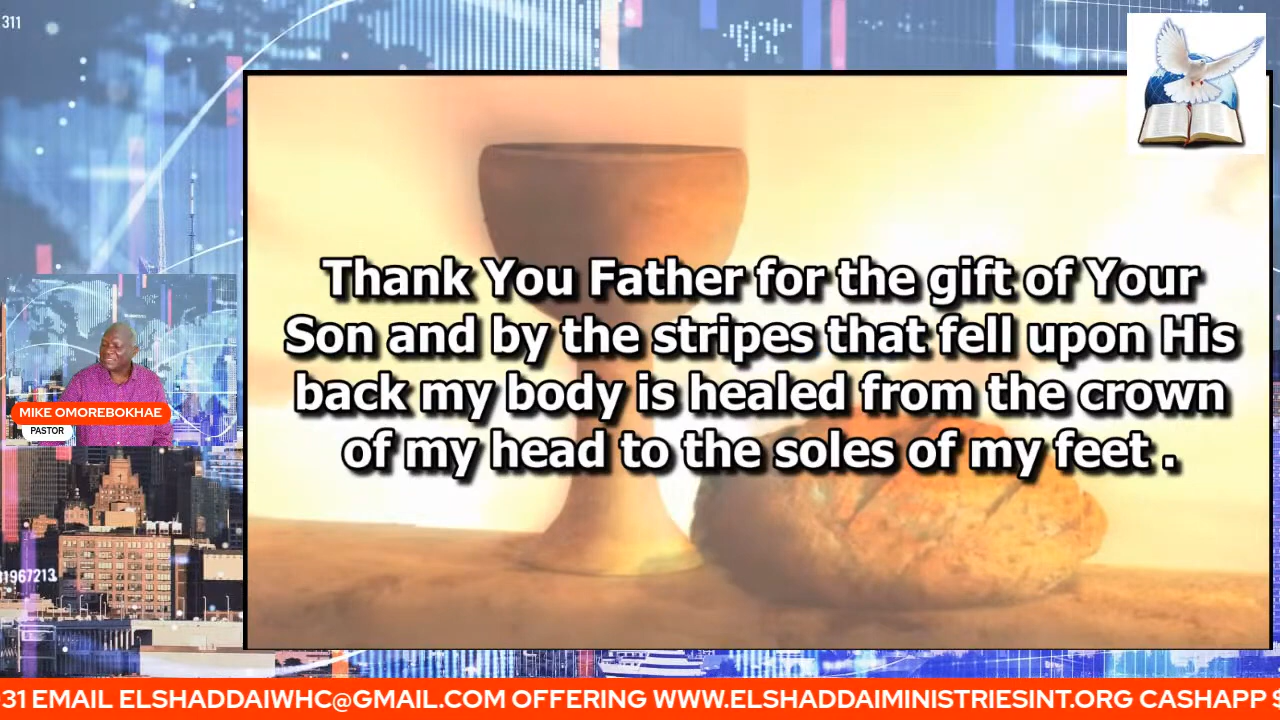 311
Thank You Father for the gift of Your
Son and by the stripes that fell upon His
back my body is healed from the crown
of my head to the soles of my feet .
MIKE OMOREBOKHAE
PASTOR
31967213
31 EMAIL ELSHADDAIWHC@GMAIL.COM OFFERING WWW.ELSHADDAIMINISTRIESINT.ORG CASHAPP $